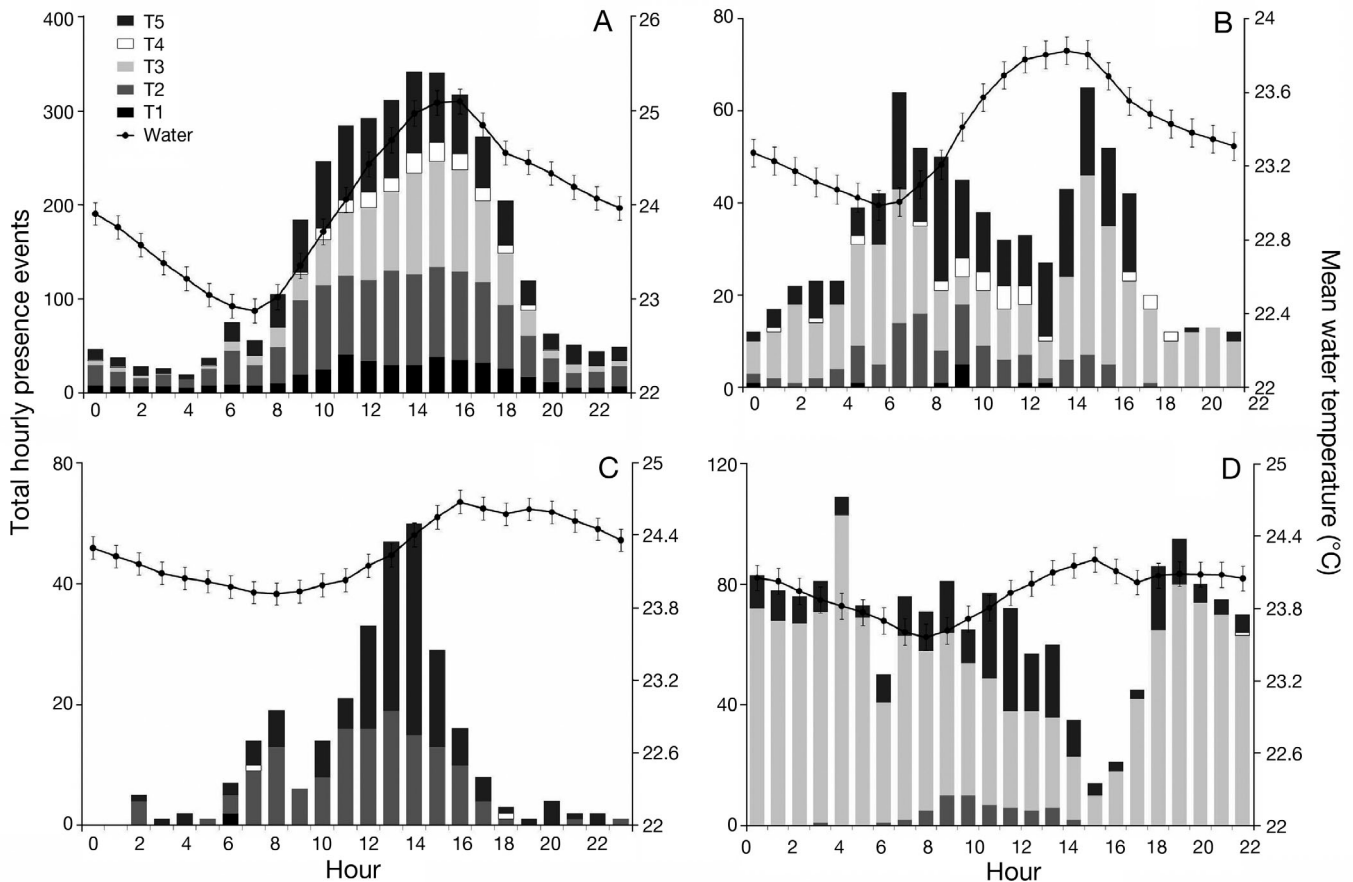 Total hourly presence events
Mean water temperature (°C)
A
T5
T4
T3
T2
T1
Water
400
300
200
100
0
26
25
24
23
22
0 2 4 6 8 10 12 14 16 18 20 22
B
80
60
40
20
0
24
23.6
23.2
22.8
22.4
22
0 2 4 6 8 10 12 14 16 18 20 22
C
80
40
20
0
25
24.4
23.8
23.2
22.6
22
0 2 4 6 8 10 12 14 16 18 20 22
Hour
D
120
80
40
0
25
24.4
23.8
23.2
22.6
22
0 2 4 6 8 10 12 14 16 18 20 22
Hour